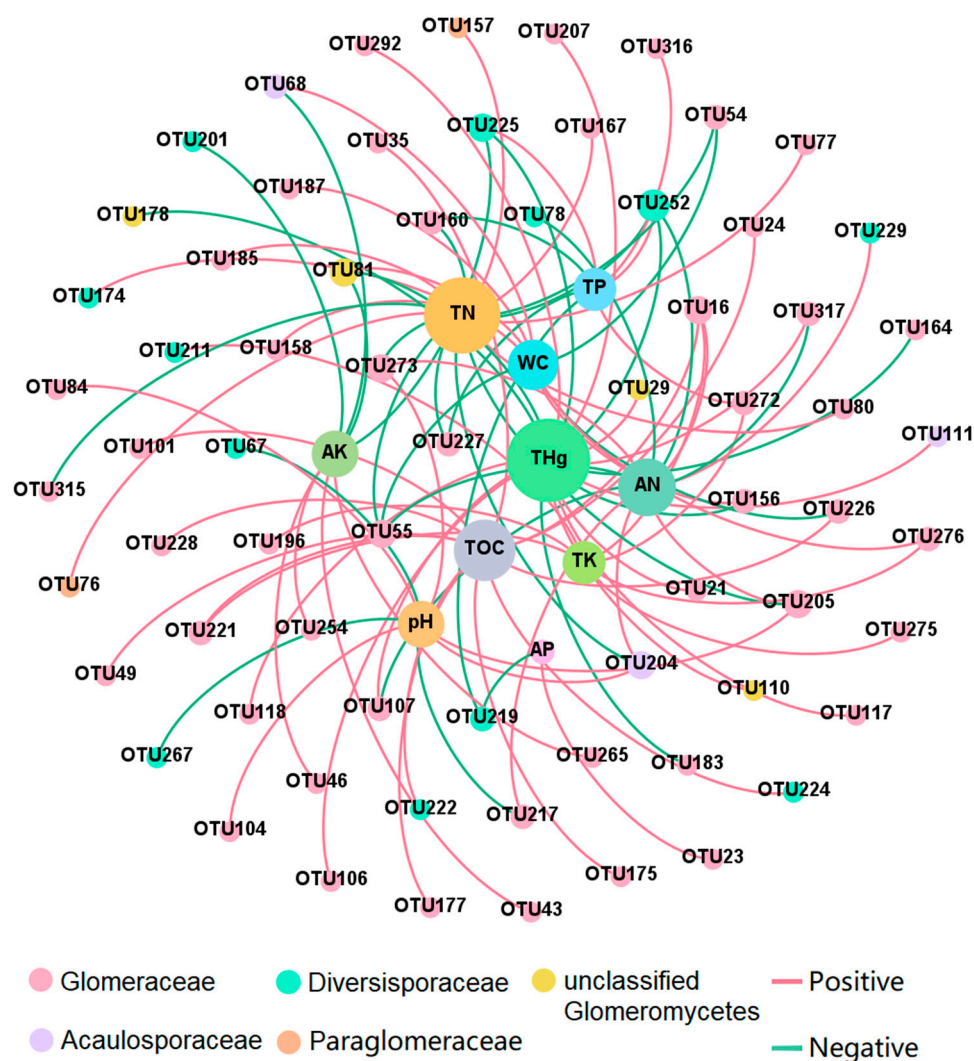 OTU157
OTU207
OTU292
OTU316
OTU68
OTU54
OTU225
OTU167
OTU35
OTU201
OTU77
OTU187
OTU252
OTU178
OTU160
OTU78
OTU24
OTU229
OTU185
OTU81
OTU174
TP
OTU16
OTU317
TN
OTU164
OTU211
OTU158
OTU273
WC
OTU84
OTU29
OTU272
OTU80
OTU101
OTU67
AK
OTU227
THg
OTU111
OTU315
AN
OTU156
OTU226
OTU228
OTU196
OTU55
TOC
OTU276
TK
OTU76
OTU21
OTU205
OTU221
OTU254
pH
OTU275
AP
OTU49
OTU204
OTU110
OTU118
OTU107
OTU219
OTU117
OTU267
OTU265
OTU183
OTU46
OTU224
OTU104
OTU222
OTU217
OTU23
OTU106
OTU175
OTU177
OTU43
Glomeraceae
Diversisporaceae
unclassified
Glomeromycetes
Positive
Acaulosporaceae
Paraglomeraceae
Negative